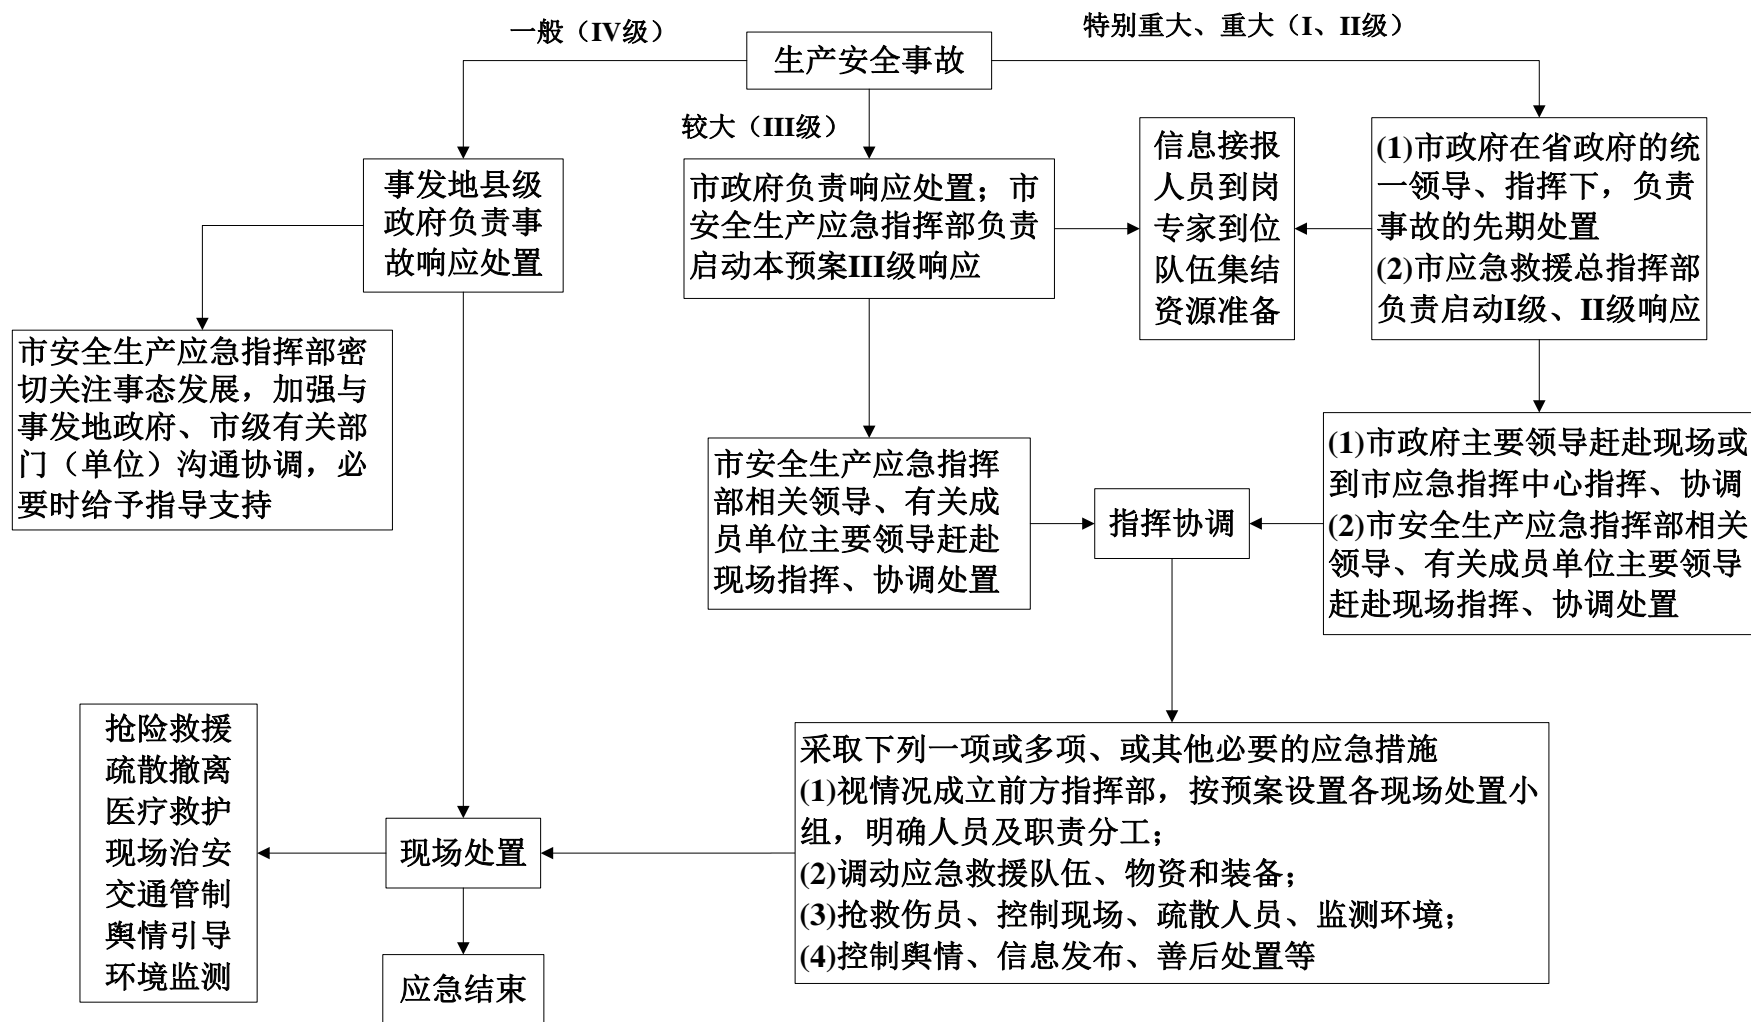 一般（IV级）
特别重大、重大（I、II级）
生产安全事故
较大（III级）
事发地县级
政府负责事
故响应处置
市政府负责响应处置；市
安全生产应急指挥部负责
启动本预案III级响应
信息接报
人员到岗
专家到位
队伍集结
资源准备
(1)市政府在省政府的统
一领导、指挥下，负责
事故的先期处置
(2)市应急救援总指挥部
负责启动I级、II级响应
市安全生产应急指挥部密
切关注事态发展，加强与
事发地政府、市级有关部
门（单位）沟通协调，必
要时给予指导支持
市安全生产应急指挥
部相关领导、有关成
员单位主要领导赶赴
现场指挥、协调处置
指挥协调
(1)市政府主要领导赶赴现场或
到市应急指挥中心指挥、协调
(2)市安全生产应急指挥部相关
领导、有关成员单位主要领导
赶赴现场指挥、协调处置
抢险救援
疏散撤离
医疗救护
现场治安
交通管制
舆情引导
环境监测
现场处置
采取下列一项或多项、或其他必要的应急措施
(1)视情况成立前方指挥部，按预案设置各现场处置小
组，明确人员及职责分工；
(2)调动应急救援队伍、物资和装备；
(3)抢救伤员、控制现场、疏散人员、监测环境；
(4)控制舆情、信息发布、善后处置等
应急结束